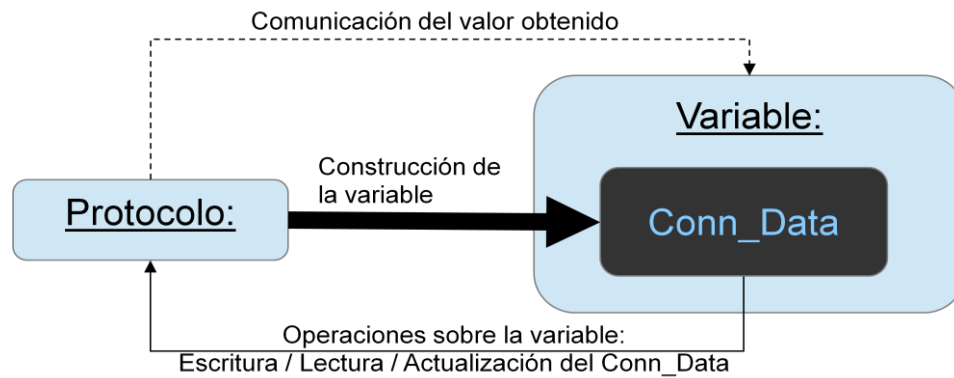 Comunicación del valor obtenido
Variable:
Construcción de
la variable
Protocolo:
Conn_Data
Operaciones sobre la variable:
Escritura / Lectura / Actualización del Conn_Data